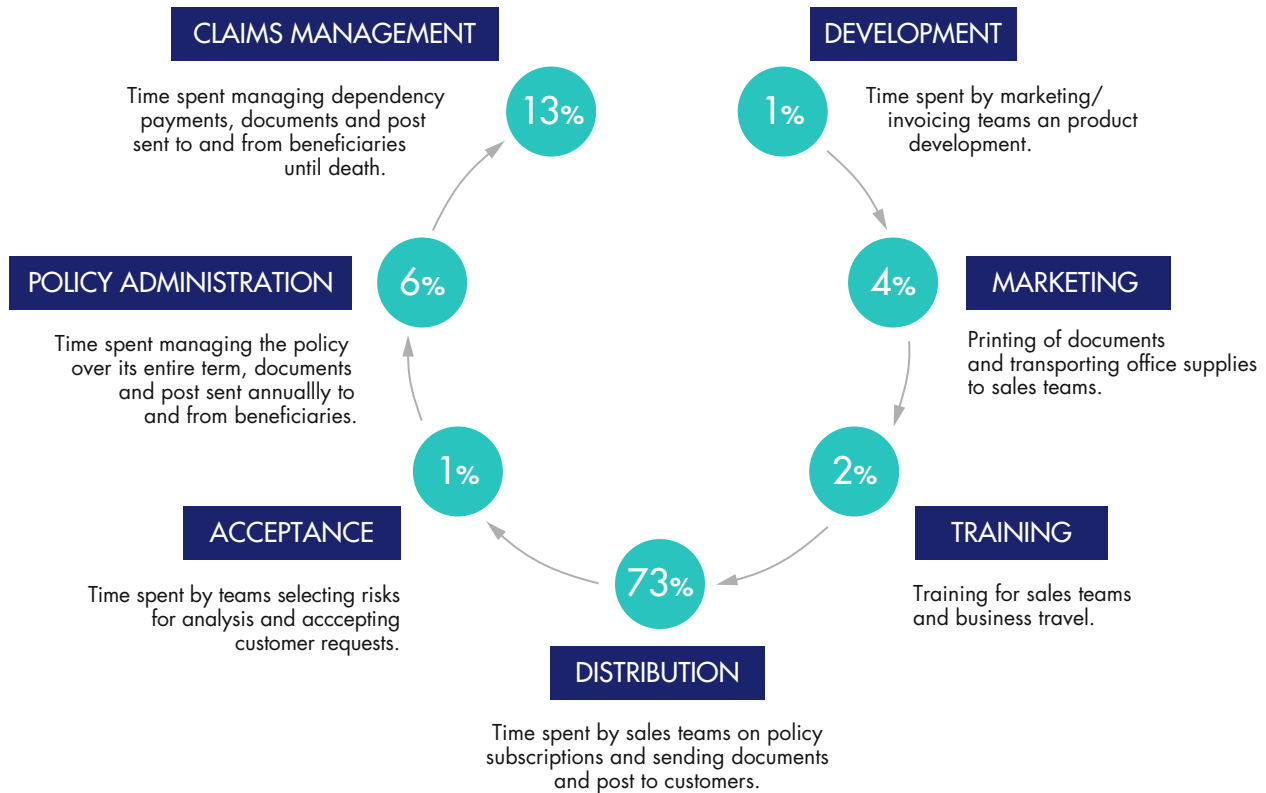 DEVELOPMENT
1%
Time spent by marketing/
invoicing teams an product
development.
4%
MARKETING
Printing of documents
and transporting office supplies
to sales teams.
2%
TRAINING
Training for sales teams
and business travel.
73%
DISTRIBUTION
Time spent by sales teams on policy
subscriptions and sending documents
and post to customers.
1%
ACCEPTANCE
Time spent by teams selecting risks
for analysis and acccepting
customer requests.
6%
POLICY ADMINISTRATION
Time spent managing the policy
over its entire term, documents
and post sent annuallly to
and from beneficiaries.
CLAIMS MANAGEMENT
13%
Time spent managing dependency
payments, documents and post
sent to and from beneficiaries
until death.